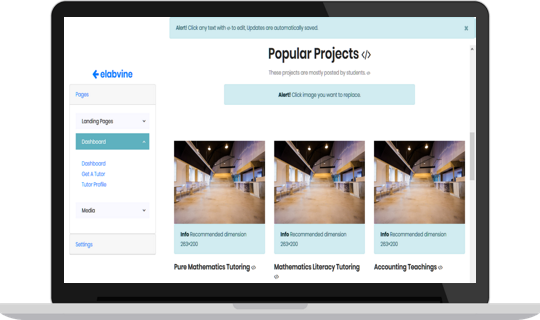 Alert! Click any text with </> to edit, Updates are automatically saved.
x
elabvine
Pages
Landing Pages
Dashboard
Dashboard
Get A Tutor
Tutor Profile
Media
Settings
Popular Projects </>
These projects are mostly posted by students. </>
Alert! Click image you want to replace.
Info Recommended dimension
263×200
Info Recommended dimension
263×200
Info Recommended dimension
263×200
Pure Mathematics Tutoring </>
Mathematics Literacy Tutoring
</>
Accounting Teachings </>